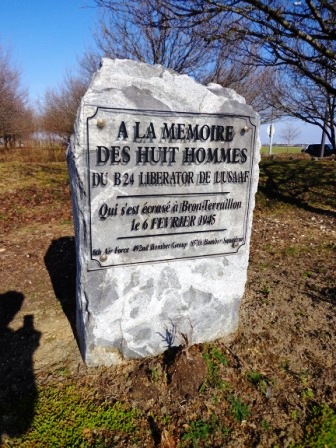 A LA MEMOIRE
DES HUIT HOMMES
DU B24 LIBERATOR DE L'USAAF
Qui s'est écrasé à Bron-Terraillon
le 6 FEVRIER 1945
8th Air Force 492nd Bomber Group 857th Bomber Squadron